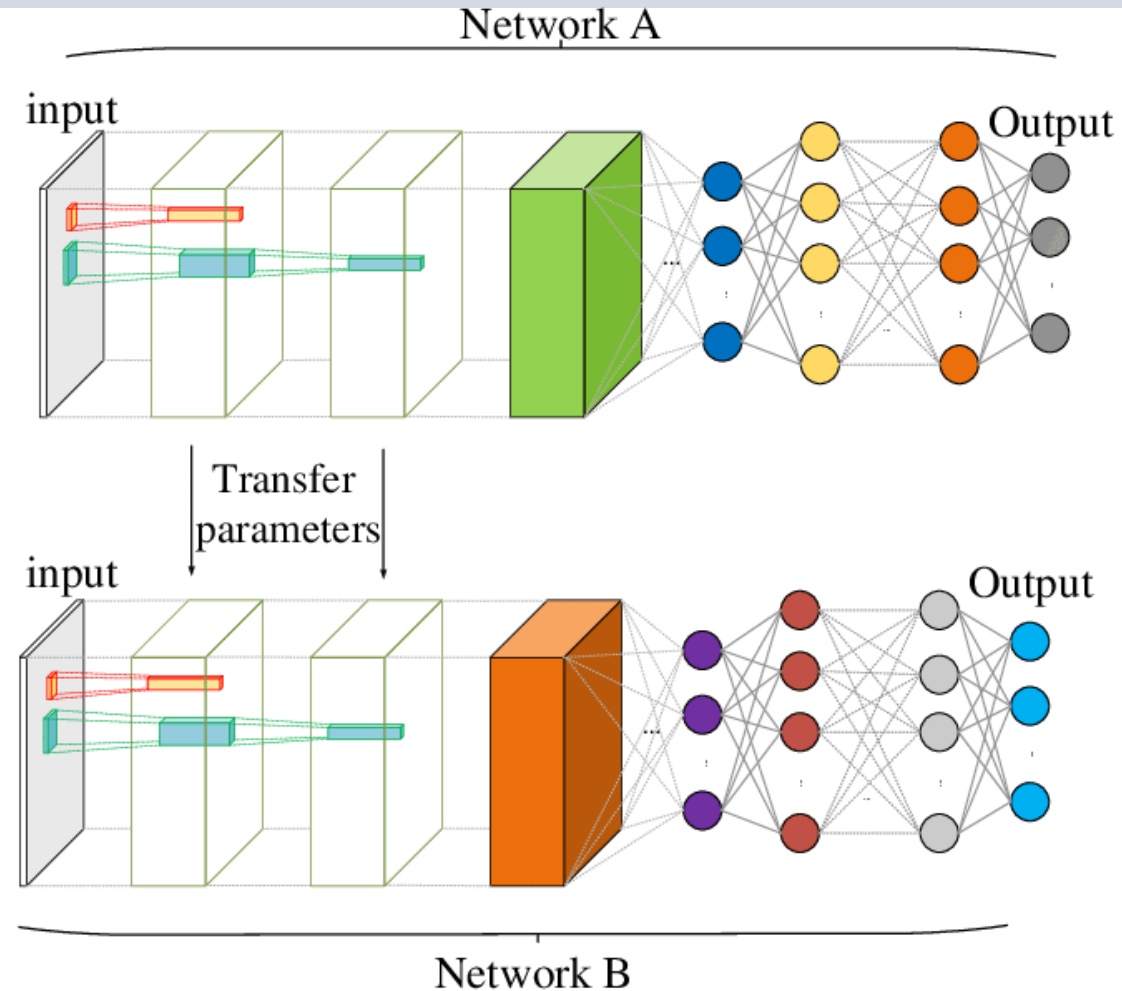 Network A
input
Output
...
Transfer
parameters
input
Output
...
Network B